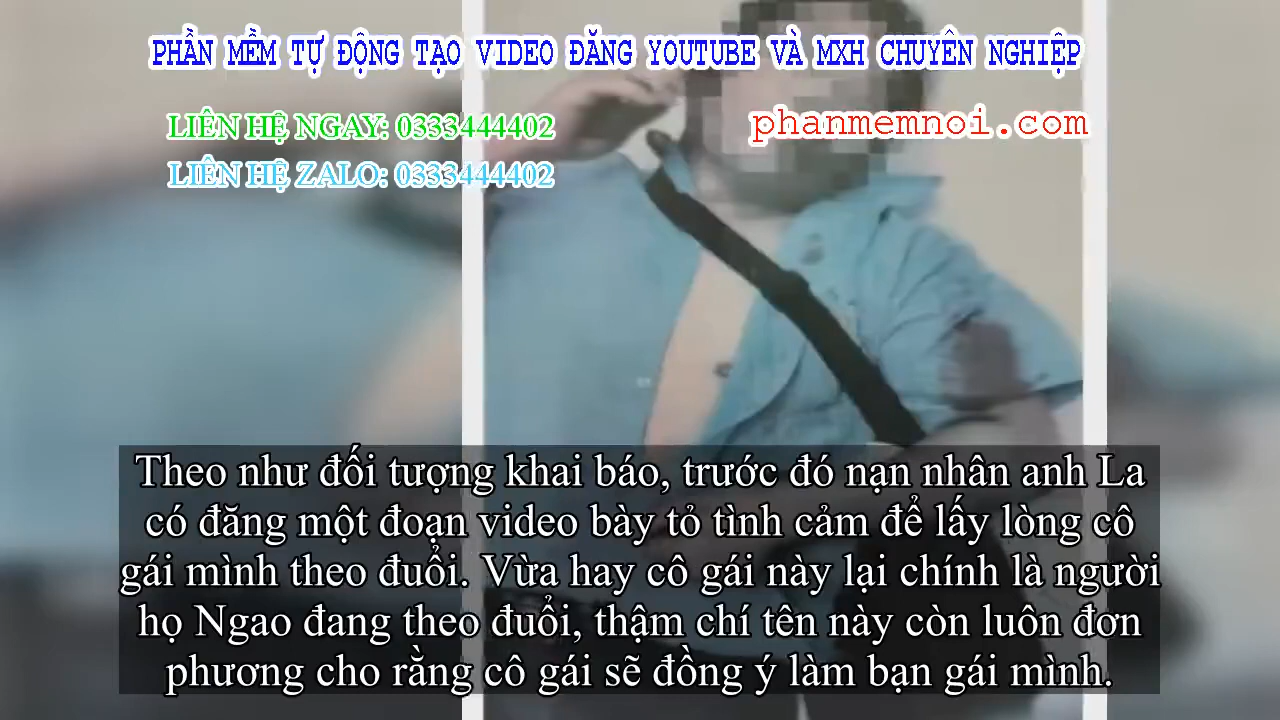 PHẦN MỀM TỰ ĐỘNG TẠO VIDEO ĐĂNG YOUTUBE VÀ MXH CHUYÊN NGHIỆP
LIÊN HỆ NGAY: 0333444402
phanmemnoi.com
LIÊN HỆ ZALO: 0333444402
Theo như đối tượng khai báo, trước đó nạn nhân anh La
có đăng một đoạn video bày tỏ tình cảm để lấy lòng cô
gái mình theo đuổi. Vừa hay cô gái này lại chính là người
họ Ngao đang theo đuổi, thậm chí tên này còn luôn đơn
phương cho rằng cô gái sẽ đồng ý làm bạn gái mình.